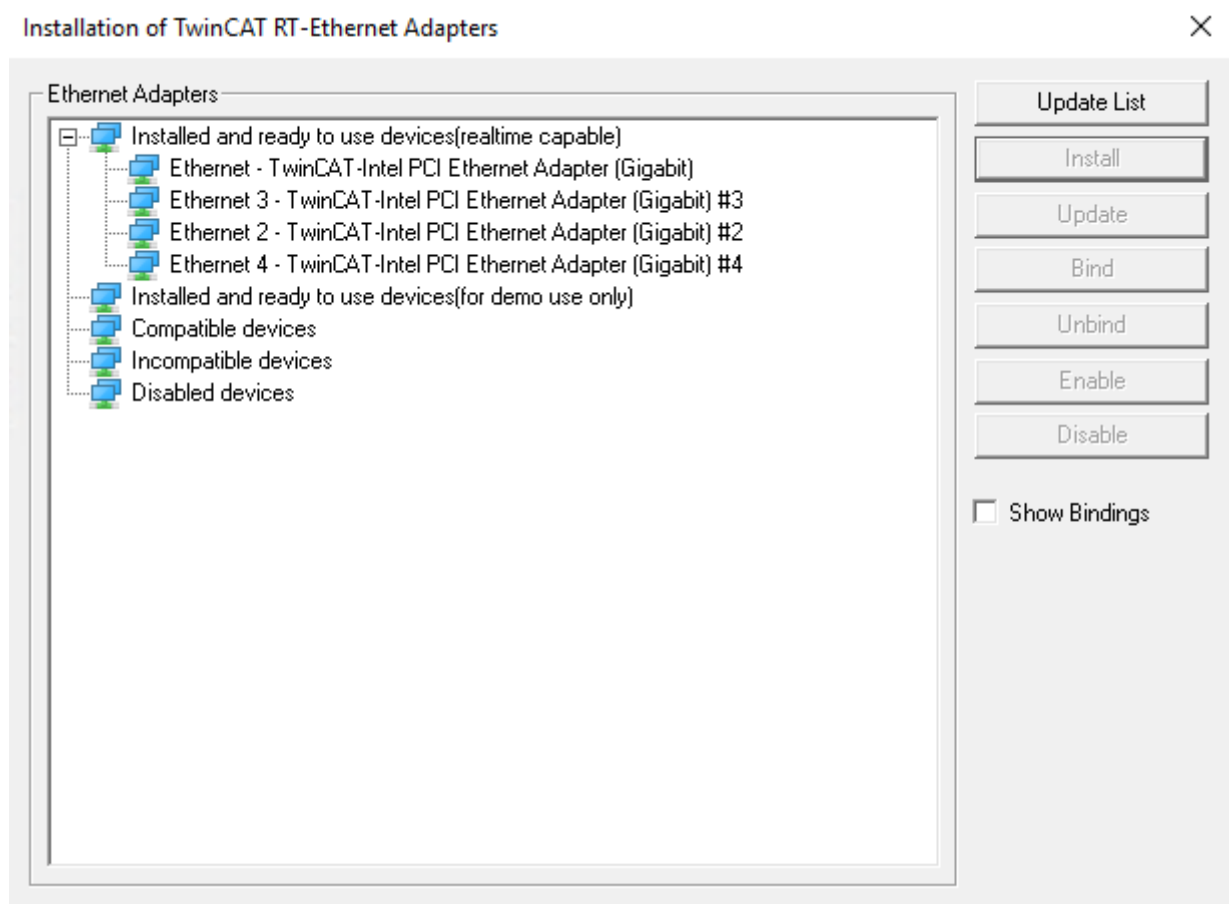 Installation of TwinCAT RT-Ethernet Adapters
Ethernet Adapters
Installed and ready to use devices(realtime capable)
Ethernet - TwinCAT-Intel PCI Ethernet Adapter (Gigabit)
Ethernet 3 - TwinCAT-Intel PCI Ethernet Adapter (Gigabit) #3
Ethernet 2 - TwinCAT-Intel PCI Ethernet Adapter (Gigabit) #2
Ethernet 4 - TwinCAT-Intel PCI Ethernet Adapter (Gigabit) #4
Installed and ready to use devices(for demo use only)
Compatible devices
Incompatible devices
Disabled devices
Update List
Install
Update
Bind
Unbind
Enable
Disable
Show Bindings